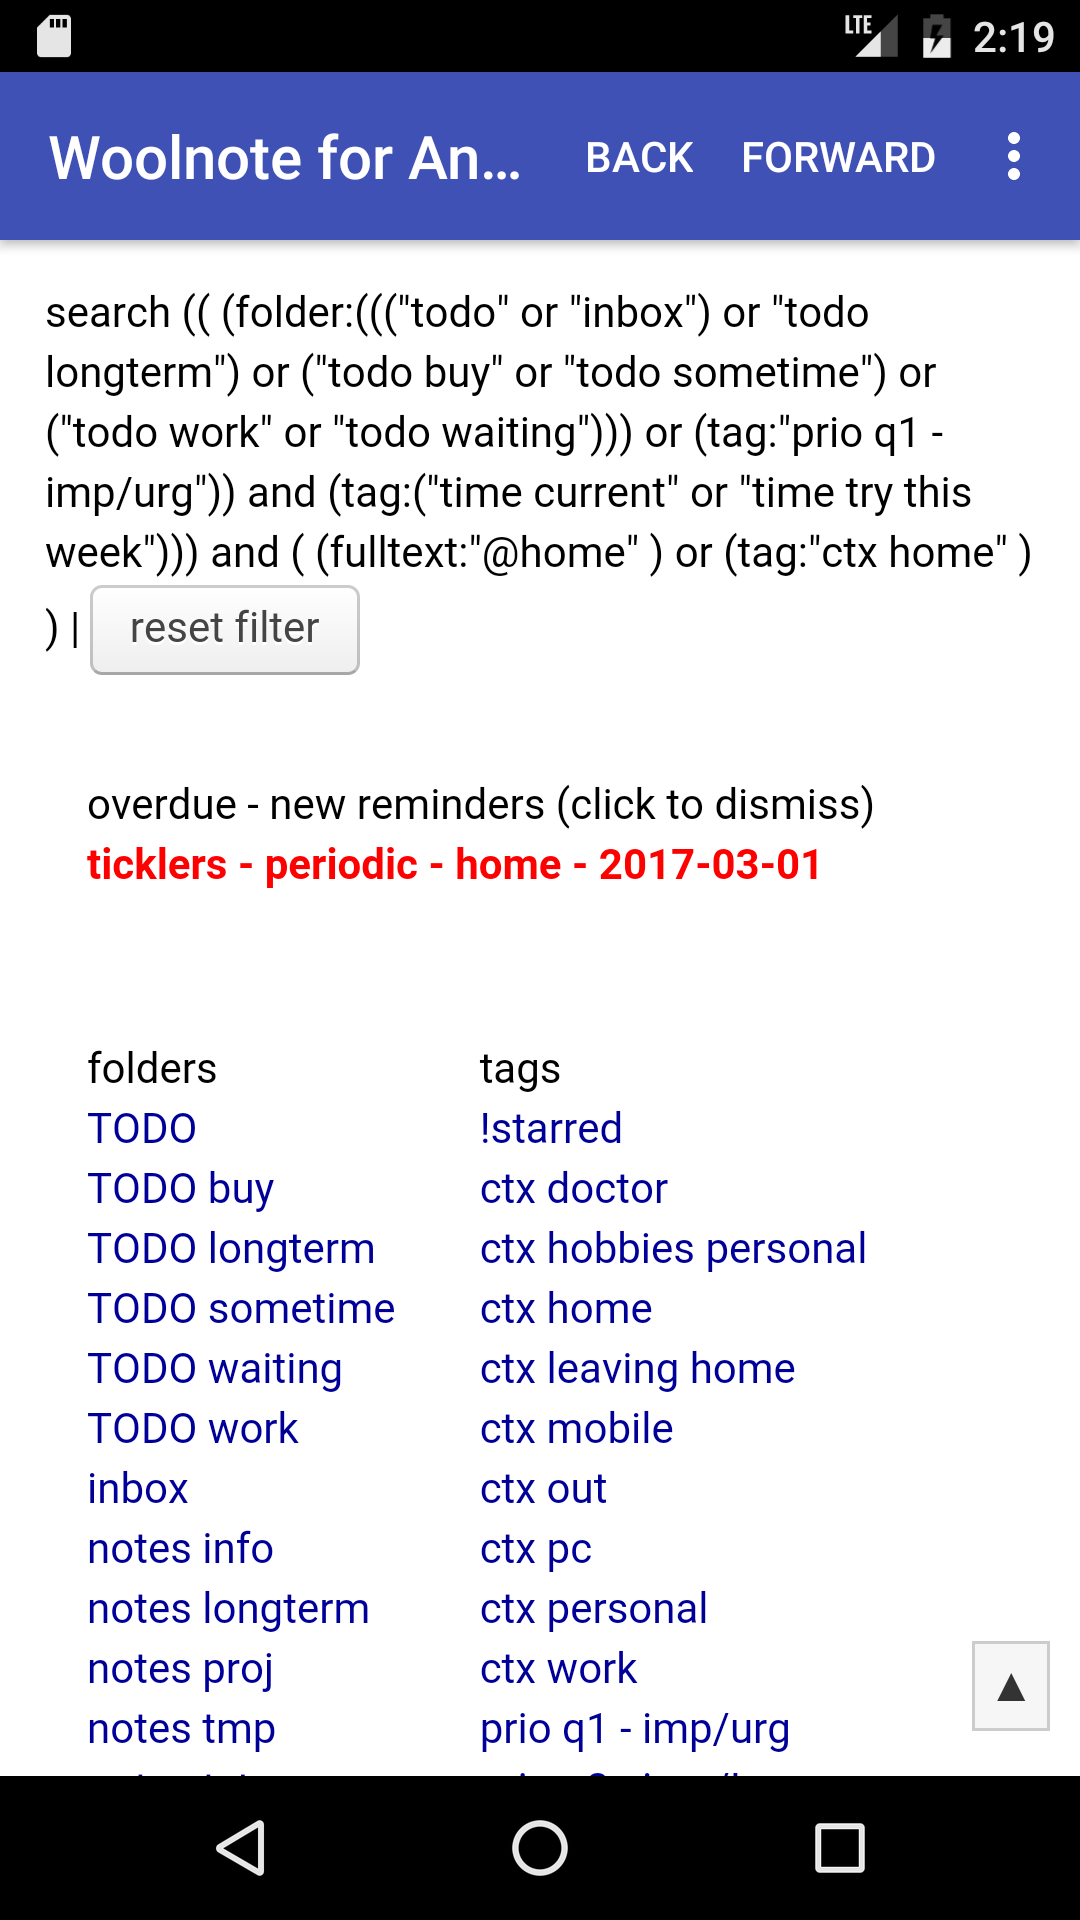 LTE 2:19
Woolnote for An... BACK FORWARD
search (( (folder:((("todo" or "inbox") or "todo
longterm") or ("todo buy" or "todo sometime") or
("todo work" or "todo waiting"))) or (tag:"prio q1 -
imp/urg")) and (tag:("time current" or "time try this
week"))) and ( (fulltext:"@home" ) or (tag:"ctx home" )
) | reset filter
overdue - new reminders (click to dismiss)
ticklers - periodic - home - 2017-03-01
folders tags
TODO !starred
TODO buy ctx doctor
TODO longterm ctx hobbies personal
TODO sometime ctx home
TODO waiting ctx leaving home
TODO work ctx mobile
inbox ctx out
notes info ctx pc
notes longterm ctx personal
notes proj ctx work
notes tmp prio q1 - imp/urg